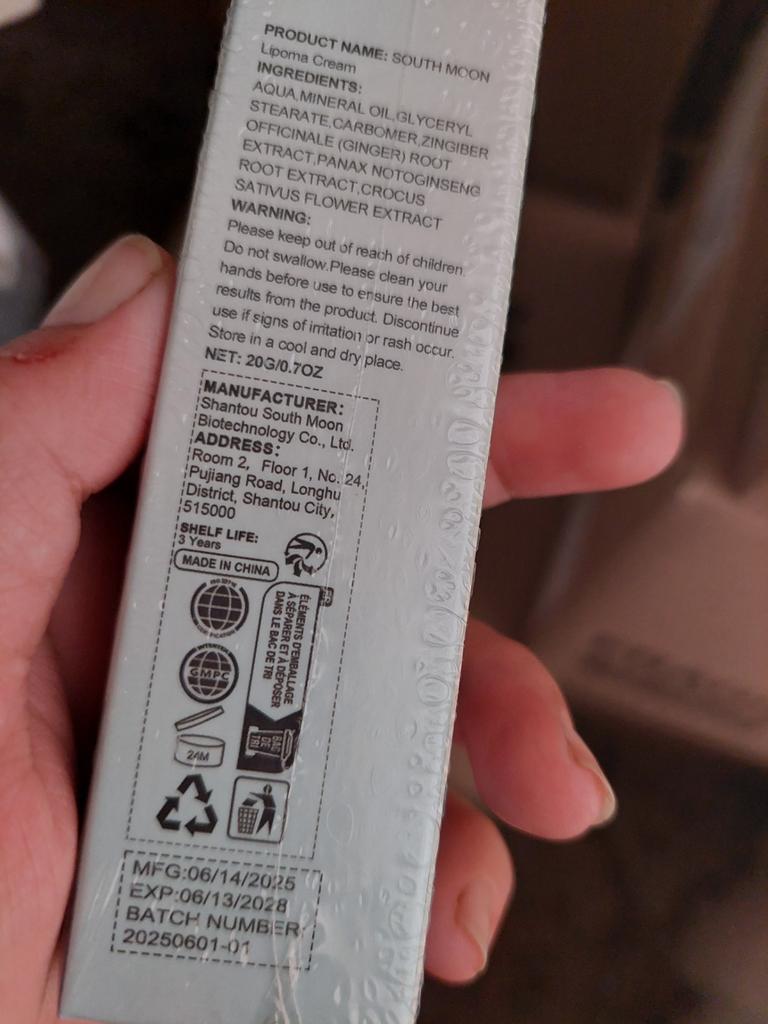 PRODUCT NAME: SOUTH MOON
Lipoma Cream
INGREDIENTS:
AQUA,MINERAL OIL,GLYCERYL
STEARATE,CARBOMER,ZINGIBER
OFFICINALE (GINGER) ROOT
EXTRACT,PANAX NOTOGINSENG
ROOT EXTRACT,CROCUS
SATIVUS FLOWER EXTRACT
WARNING:
Please keep out of reach of children.
Do not swallow.Please clean your
hands before use to ensure the best
results from the product. Discontinue
use if signs of irritation or rash occur.
Store in a cool and dry place.
NET: 20G/0.7OZ
MANUFACTURER:
Shantou South Moon
Biotechnology Co., Ltd.
ADDRESS:
Room 2, Floor 1, No. 24,
Pujiang Road, Longhu
District, Shantou City,
515000
SHELF LIFE:
3 Years
MADE IN CHINA
FR
ÉLÉMENTS D'EMBALLAGE
À SÉPARER ET À DÉPOSER
DANS LE BAC DE TRI
BAC
DE
TRI
GMPC
24M
MFG:06/14/2025
EXP:06/13/2028
BATCH NUMBER:
20250601-01